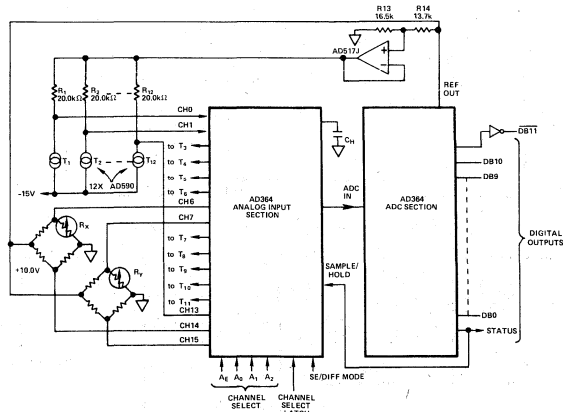 R13
16.5k
R14
13.7k
AD517J
REF
OUT
R1
20.0kΩ
R2
20.0kΩ
R12
20.0kΩ
CH0
CH1
CH
DB11
DB10
DB9
T1
T2
T12
to T3
to T4
to T5
to T6
-15V
12X AD590
CH6
CH7
AD364
ANALOG INPUT
SECTION
ADC
IN
AD364
ADC SECTION
DIGITAL
OUTPUTS
RX
+10.0V
RY
to T7
to T8
to T9
to T10
to T11
CH13
CH14
CH15
SAMPLE/
HOLD
DB0
STATUS
AE
A0
A1
A2
SE/DIFF MODE
CHANNEL
SELECT
CHANNEL
SELECT
LATCH